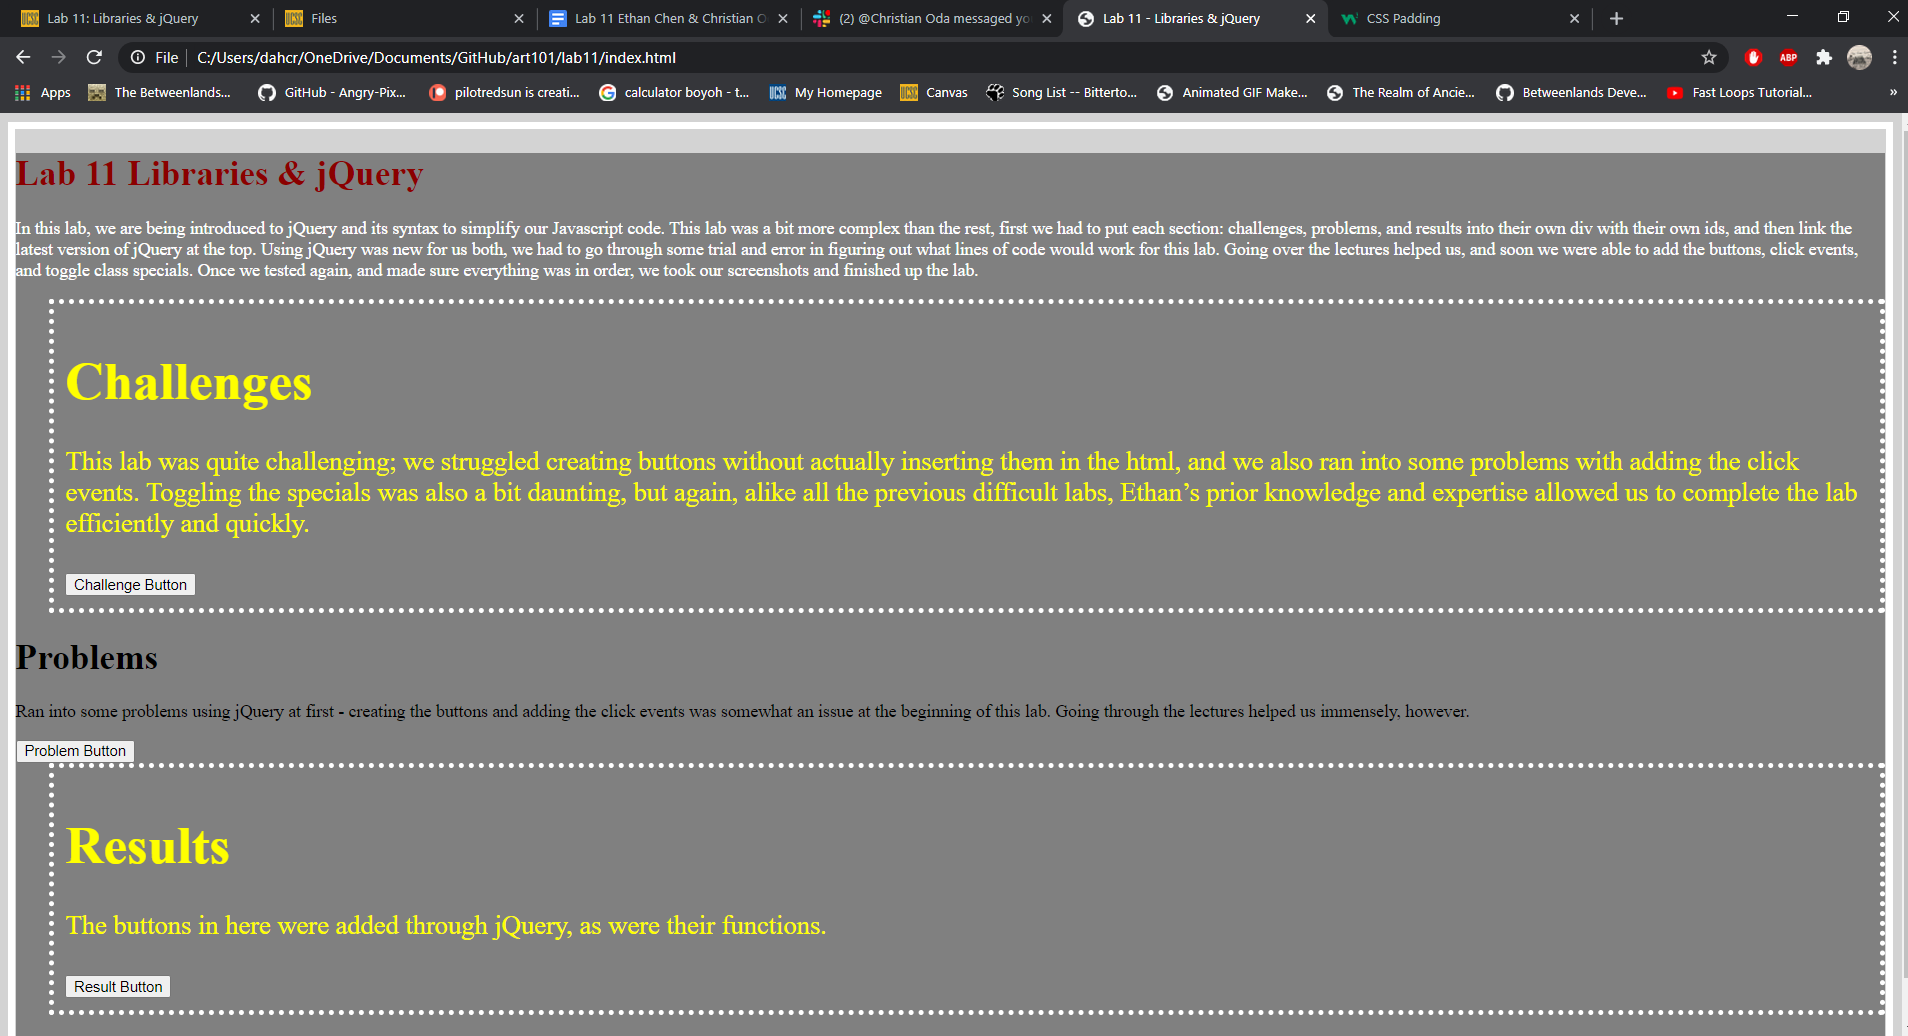 Lab 11: Libraries & jQuery
Files
Lab 11 Ethan Chen & Christian O
(2) @Christian Oda messaged yo
Lab 11 - Libraries & jQuery
CSS Padding
File C:/Users/dahcr/OneDrive/Documents/GitHub/art101/lab11/index.html
ABP
Apps
The Betweenlands...
GitHub - Angry-Pix...
pilotredsun is creati...
calculator boyoh - t...
UCSC
My Homepage
Canvas
Song List -- Bitterto...
Animated GIF Make...
The Realm of Ancie...
Betweenlands Deve...
Fast Loops Tutorial...
»
Lab 11 Libraries & jQuery
In this lab, we are being introduced to jQuery and its syntax to simplify our Javascript code. This lab was a bit more complex than the rest, first we had to put each section: challenges, problems, and results into their own div with their own ids, and then link the
latest version of jQuery at the top. Using jQuery was new for us both, we had to go through some trial and error in figuring out what lines of code would work for this lab. Going over the lectures helped us, and soon we were able to add the buttons, click events,
and toggle class specials. Once we tested again, and made sure everything was in order, we took our screenshots and finished up the lab.
Challenges
This lab was quite challenging; we struggled creating buttons without actually inserting them in the html, and we also ran into some problems with adding the click
events. Toggling the specials was also a bit daunting, but again, alike all the previous difficult labs, Ethan’s prior knowledge and expertise allowed us to complete the lab
efficiently and quickly.
Challenge Button
Problems
Ran into some problems using jQuery at first - creating the buttons and adding the click events was somewhat an issue at the beginning of this lab. Going through the lectures helped us immensely, however.
Problem Button
Results
The buttons in here were added through jQuery, as were their functions.
Result Button